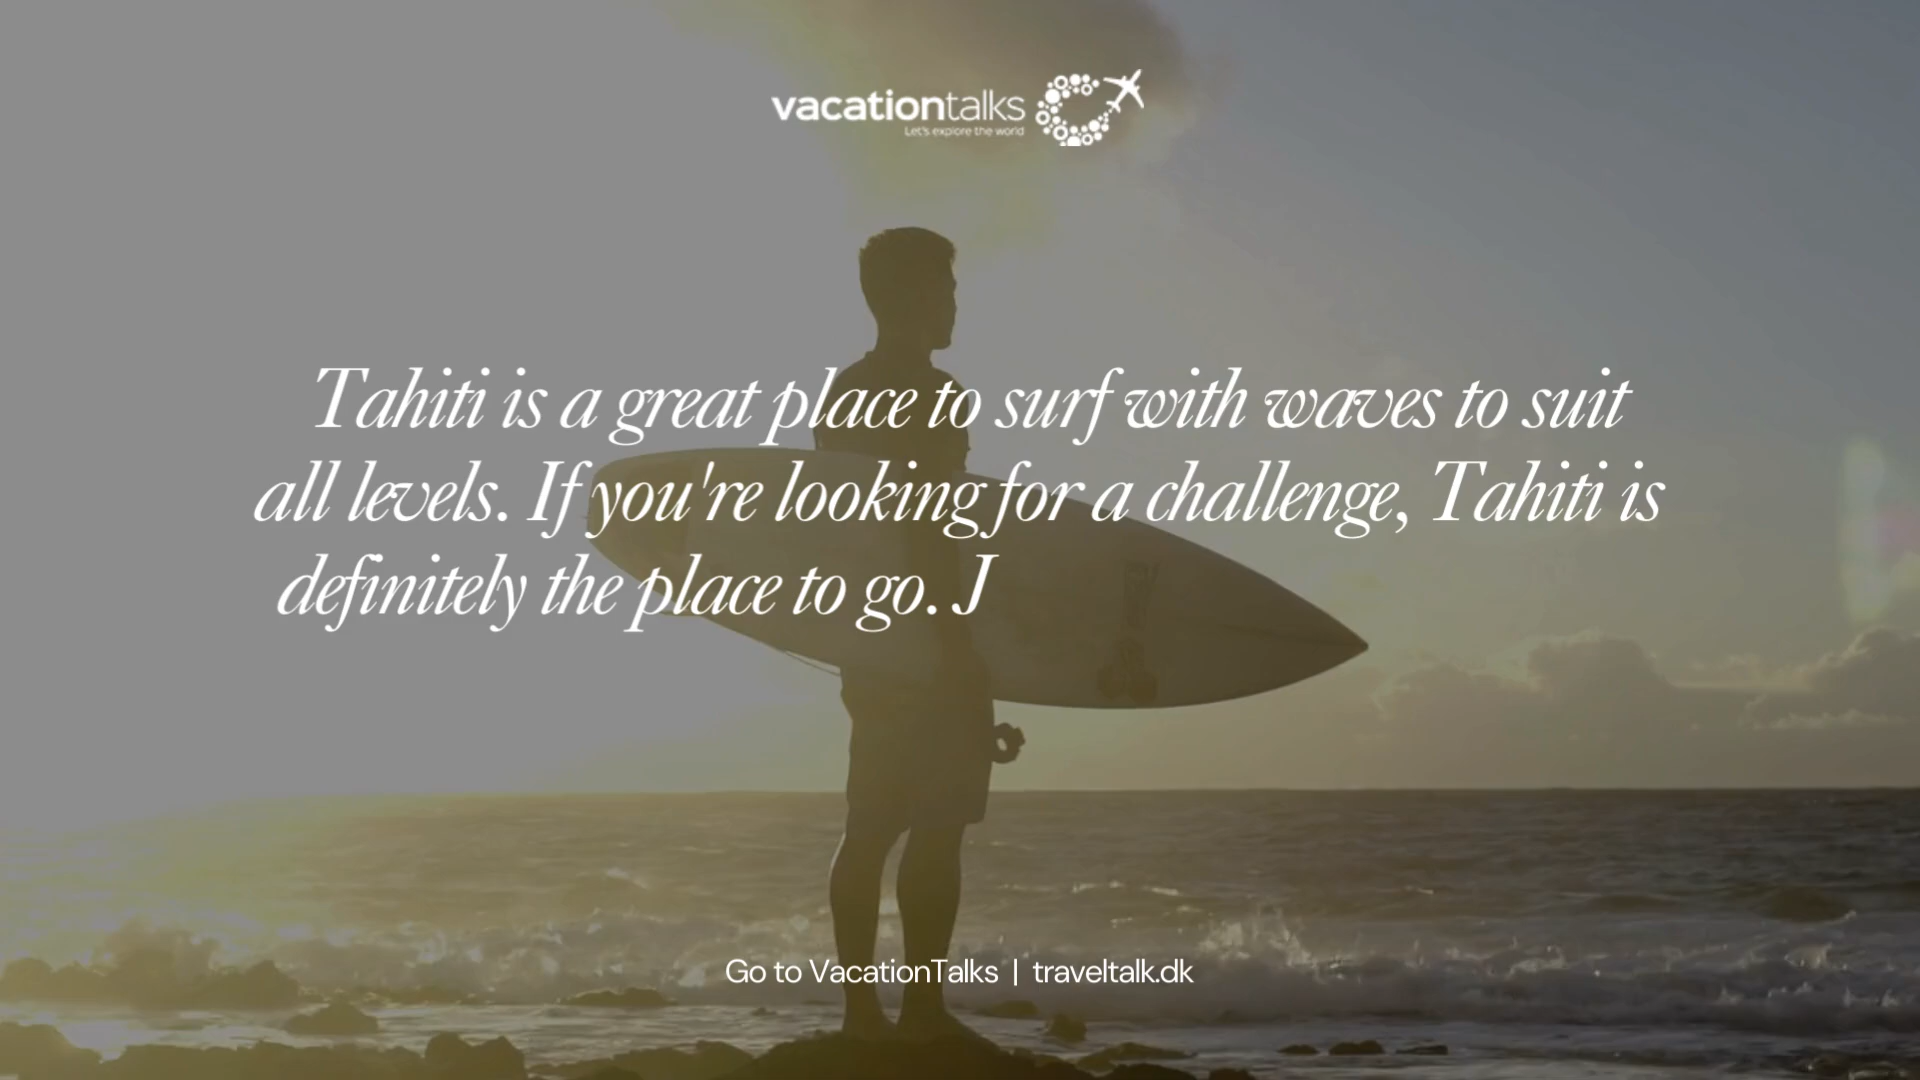 vacationtalks
Let's explore the world
Tahiti is a great place to surf with waves to suit
all levels. If you're looking for a challenge, Tahiti is
definitely the place to go. J
Go to VacationTalks | traveltalk.dk